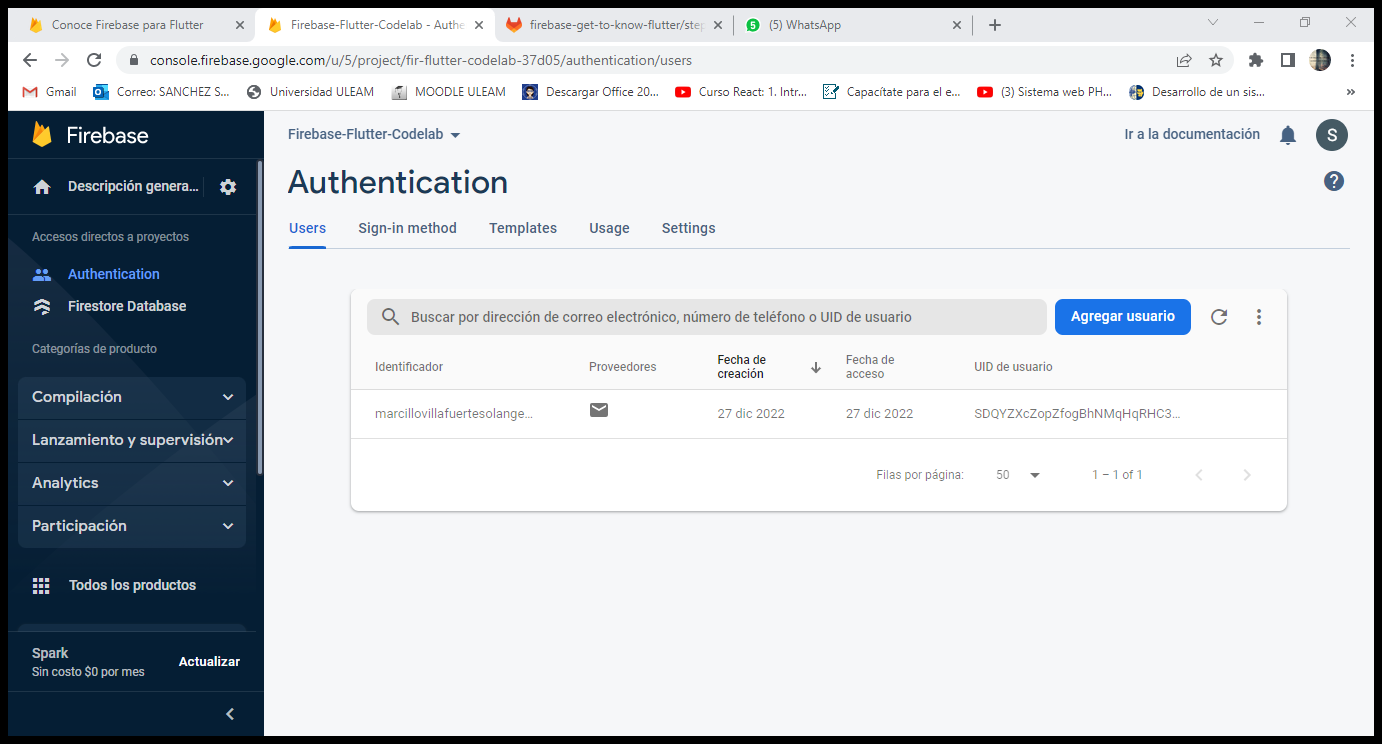 Conoce Firebase para Flutter
Firebase-Flutter-Codelab - Authe
firebase-get-to-know-flutter/step
5
(5) WhatsApp
console.firebase.google.com/u/5/project/fir-flutter-codelab-37d05/authentication/users
Gmail
Correo: SANCHEZ S...
Universidad ULEAM
MOODLE ULEAM
Descargar Office 20...
Curso React: 1. Intr...
Capacítate para el e...
(3) Sistema web PH...
Desarrollo de un sis...
»
Firebase
Firebase-Flutter-Codelab
Ir a la documentación
S
Descripción genera...
Authentication
?
Accesos directos a proyectos
Users
Sign-in method
Templates
Usage
Settings
Authentication
Firestore Database
Categorías de producto
Buscar por dirección de correo electrónico, número de teléfono o UID de usuario
Agregar usuario
Identificador
Proveedores
Fecha de
creación
Fecha de
acceso
UID de usuario
Compilación
marcillovillafuertesolange...
27 dic 2022
27 dic 2022
SDQYZXcZopZfogBhNMqHqRHC3...
Lanzamiento y supervisión
Analytics
Filas por página:
50
1 – 1 of 1
Participación
Todos los productos
Spark
Sin costo $0 por mes
Actualizar